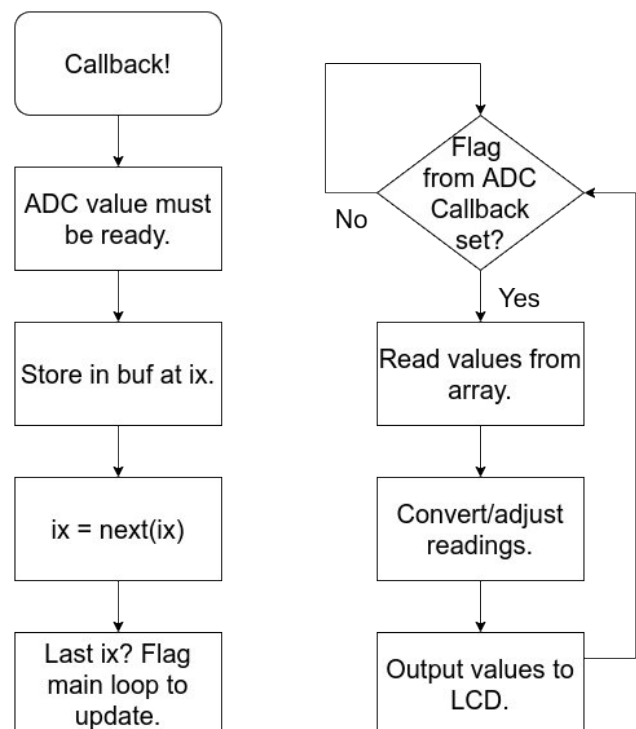 Callback!
ADC value must
be ready.
Store in buf at ix.
ix = next(ix)
Last ix? Flag
main loop to
update.
Flag
from ADC
Callback
set?
No
Yes
Read values from
array.
Convert/adjust
readings.
Output values to
LCD.